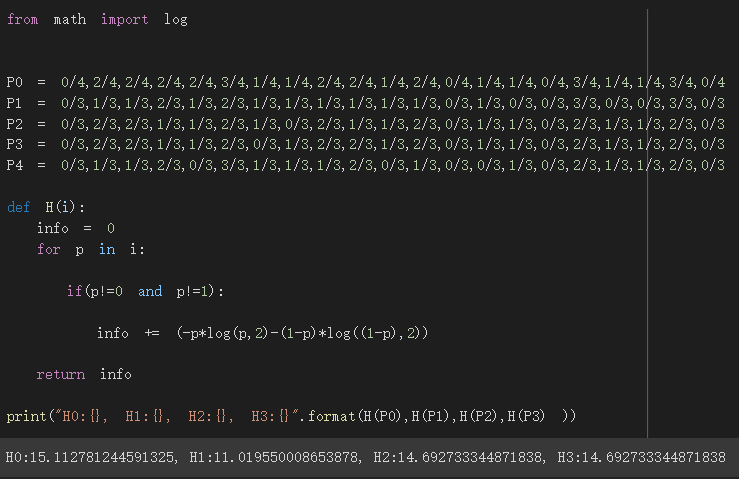 from math import log
P0 = 0/4,2/4,2/4,2/4,2/4,3/4,1/4,1/4,2/4,2/4,1/4,2/4,0/4,1/4,1/4,0/4,3/4,1/4,1/4,3/4,0/4
P1 = 0/3,1/3,1/3,2/3,1/3,2/3,1/3,1/3,1/3,1/3,1/3,1/3,0/3,1/3,0/3,0/3,3/3,0/3,0/3,3/3,0/3
P2 = 0/3,2/3,2/3,1/3,1/3,2/3,1/3,0/3,2/3,1/3,1/3,2/3,0/3,1/3,1/3,0/3,2/3,1/3,1/3,2/3,0/3
P3 = 0/3,2/3,2/3,1/3,2/3,2/3,0/3,1/3,2/3,2/3,1/3,2/3,0/3,1/3,1/3,0/3,2/3,1/3,1/3,2/3,0/3
P4 = 0/3,1/3,1/3,2/3,0/3,3/3,1/3,1/3,1/3,1/3,2/3,0/3,1/3,0/3,0/3,1/3,0/3,2/3,1/3,1/3,2/3,0/3
def H(i):
info = 0
for p in i:
if(p!=0 and p!=1):
info += (-p*log(p,2)-(1-p)*log((1-p),2))
return info
print("H0:{}, H1:{}, H2:{}, H3:{}".format(H(P0),H(P1),H(P2),H(P3) ))
H0:15.112781244591325, H1:11.019550008653878, H2:14.692733344871838, H3:14.692733344871838